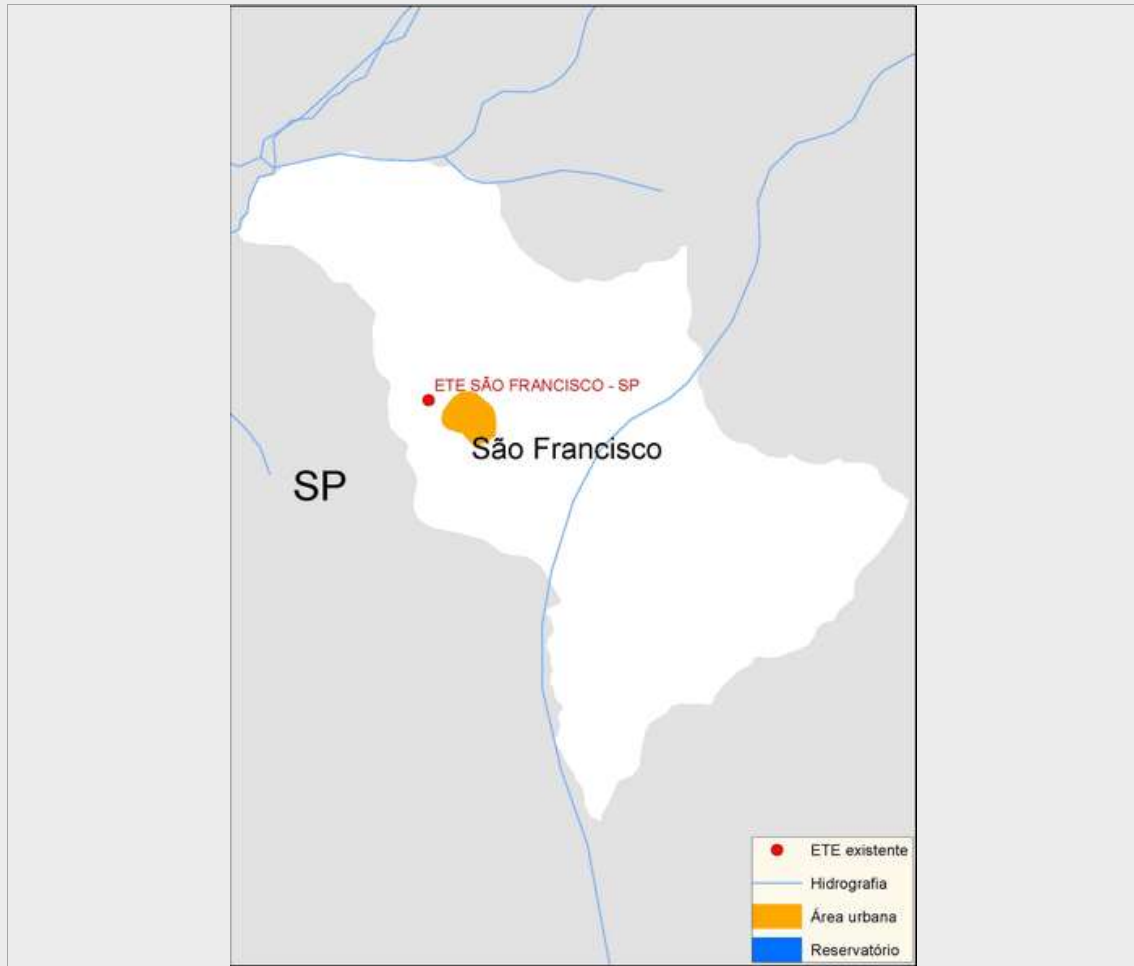 ETE SÃO FRANCISCO - SP
São Francisco
SP
ETE existente
Hidrografia
Área urbana
Reservatório